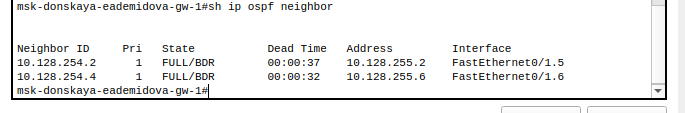 msk-donskaya-eademidova-gw-1#sh ip ospf neighbor
Neighbor ID     Pri   State           Dead Time   Address         Interface
10.128.254.2      1   FULL/BDR        00:00:37    10.128.255.2    FastEthernet0/1.5
10.128.254.4      1   FULL/BDR        00:00:32    10.128.255.6    FastEthernet0/1.6
msk-donskaya-eademidova-gw-1#